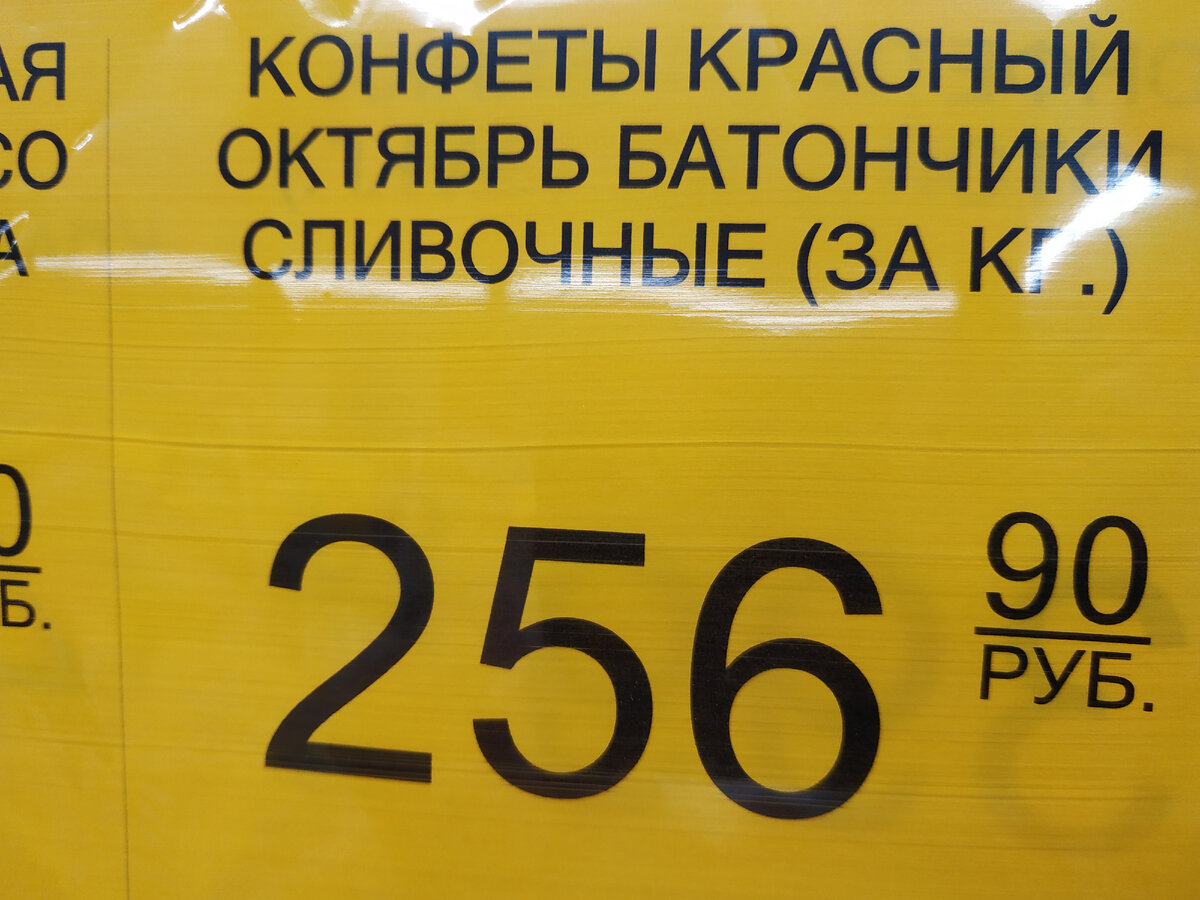 КОНФЕТЫ КРАСНЫЙ
ОКТЯБРЬ БАТОНЧИКИ
СЛИВОЧНЫЕ (ЗА КГ.)
256 90
РУБ.